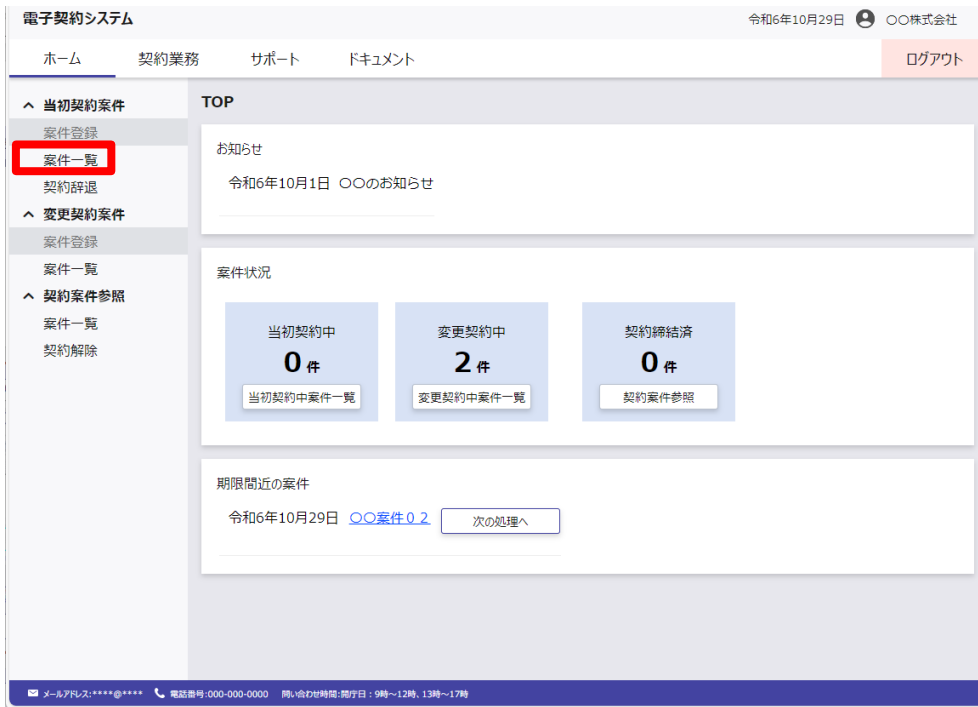 電子契約システム
令和6年10月29日 〇〇株式会社
ホーム 契約業務 サポート ドキュメント ログアウト
当初契約案件
案件登録
案件一覧
契約辞退
変更契約案件
案件登録
案件一覧
契約案件参照
案件一覧
契約解除
TOP
お知らせ
令和6年10月1日 〇〇のお知らせ
案件状況
当初契約中
0 件
当初契約中案件一覧
変更契約中
2 件
変更契約中案件一覧
契約締結済
0 件
契約案件参照
期限間近の案件
令和6年10月29日 〇〇案件０２ 次の処理へ
メールアドレス:****@**** 電話番号:000-000-0000 問い合わせ時間:開庁日：9時～12時、13時～17時